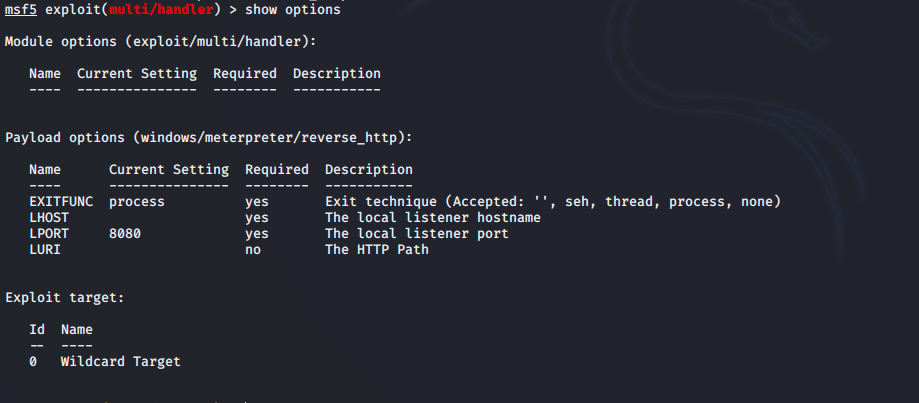 msf5 exploit(multi/handler) > show options
Module options (exploit/multi/handler):
Name  Current Setting  Required  Description
----  ---------------  --------  -----------
Payload options (windows/meterpreter/reverse_http):
Name      Current Setting  Required  Description
----      ---------------  --------  -----------
EXITFUNC  process          yes       Exit technique (Accepted: '', seh, thread, process, none)
LHOST                      yes       The local listener hostname
LPORT     8080             yes       The local listener port
LURI                       no        The HTTP Path
Exploit target:
Id  Name
--  ----
0   Wildcard Target